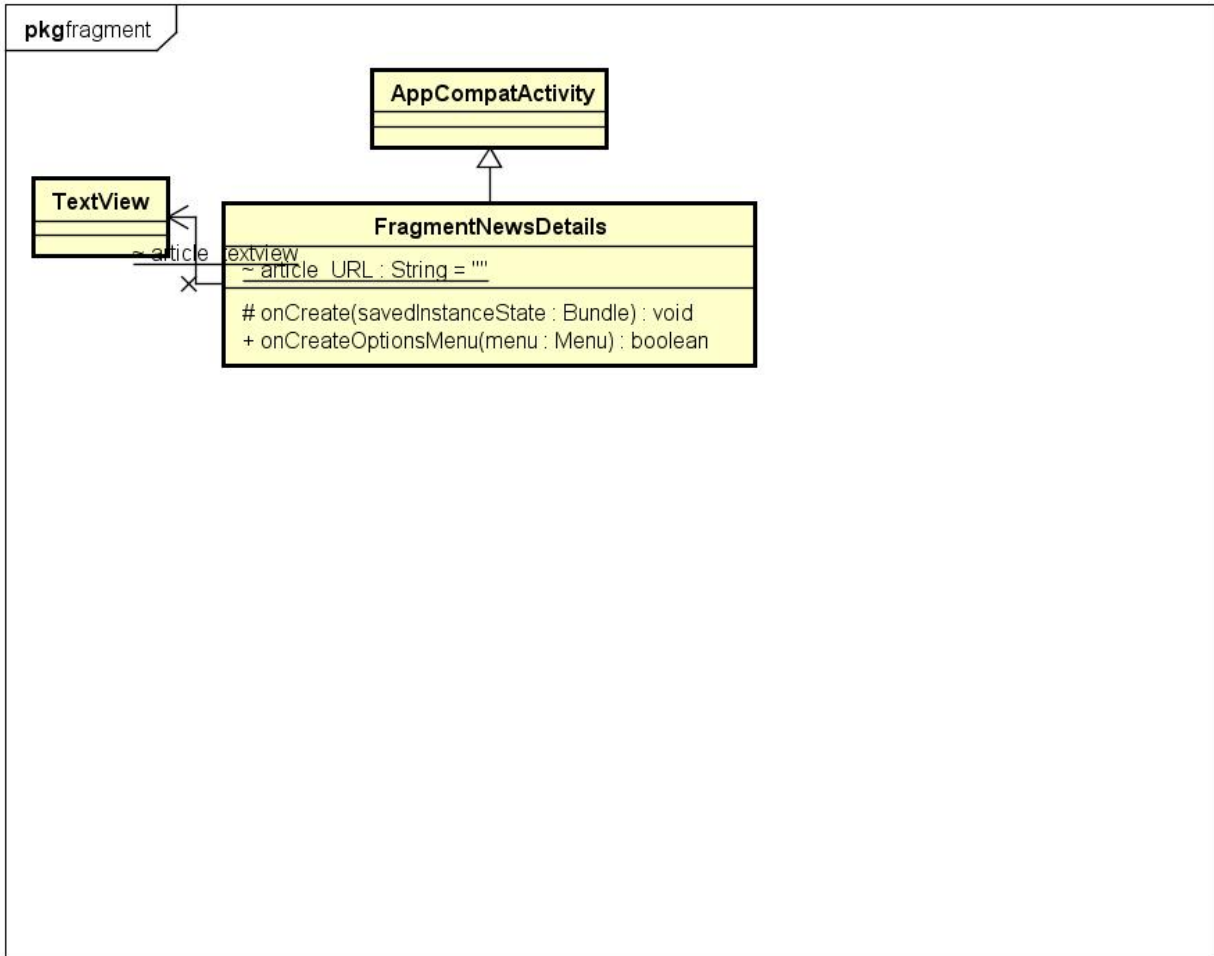 pkgfragment
AppCompatActivity
TextView
FragmentNewsDetails
~ article_textview
~ article_URL : String = ""
# onCreate(savedInstanceState : Bundle) : void
+ onCreateOptionsMenu(menu : Menu) : boolean